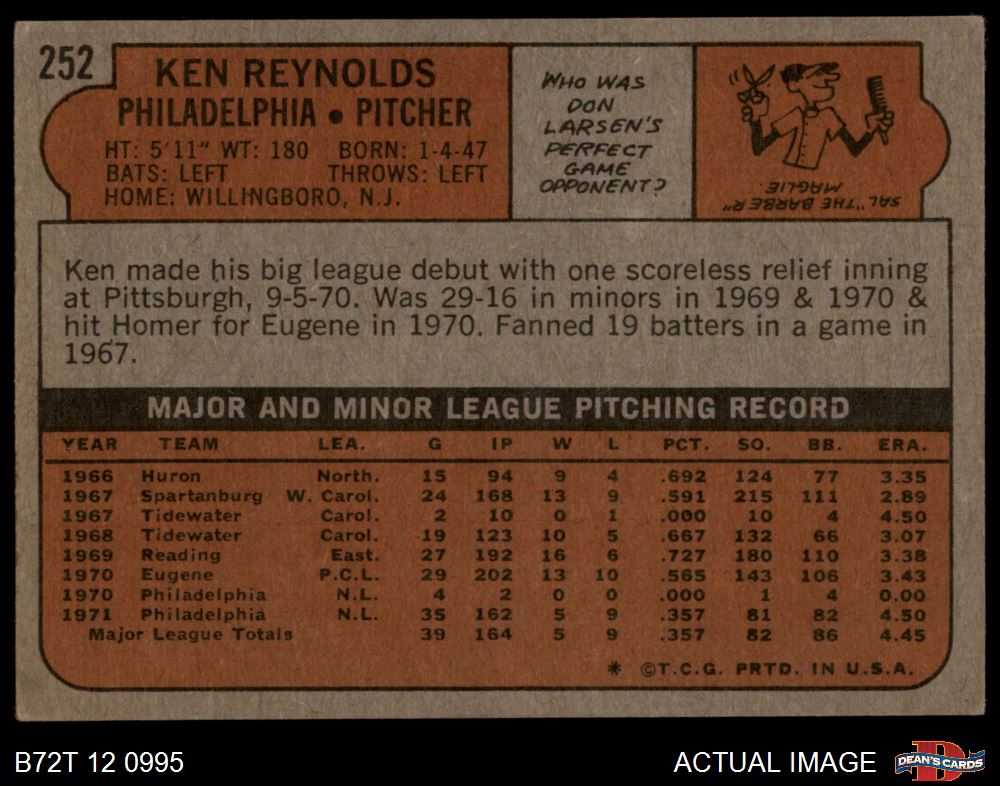 252
KEN REYNOLDS
PHILADELPHIA • PITCHER
HT: 5'11" WT: 180 BORN: 1-4-47
BATS: LEFT THROWS: LEFT
HOME: WILLINGBORO, N.J.
WHO WAS
DON
LARSEN'S
PERFECT
GAME
OPPONENT?
SAL "THE BARBER"
MAGLIE.
Ken made his big league debut with one scoreless relief inning
at Pittsburgh, 9-5-70. Was 29-16 in minors in 1969 & 1970 &
hit Homer for Eugene in 1970. Fanned 19 batters in a game in
1967.
MAJOR AND MINOR LEAGUE PITCHING RECORD
YEAR TEAM LEA. G IP W L PCT. SO. BB. ERA.
1966 Huron North. 15 94 9 4 .692 124 77 3.35
1967 Spartanburg W. Carol. 24 168 13 9 .591 215 111 2.89
1967 Tidewater Carol. 2 10 0 1 .000 10 4 4.50
1968 Tidewater Carol. 19 123 10 5 .667 132 66 3.07
1969 Reading East. 27 192 16 6 .727 180 110 3.38
1970 Eugene P.C.L. 29 202 13 10 .565 143 106 3.43
1970 Philadelphia N.L. 4 2 0 0 .000 1 4 0.00
1971 Philadelphia N.L. 35 162 5 9 .357 81 82 4.50
Major League Totals 39 164 5 9 .357 82 86 4.45
* ©T.C.G. PRTD. IN U.S.A.
B72T 12 0995
ACTUAL IMAGE
D
DEAN'S CARDS